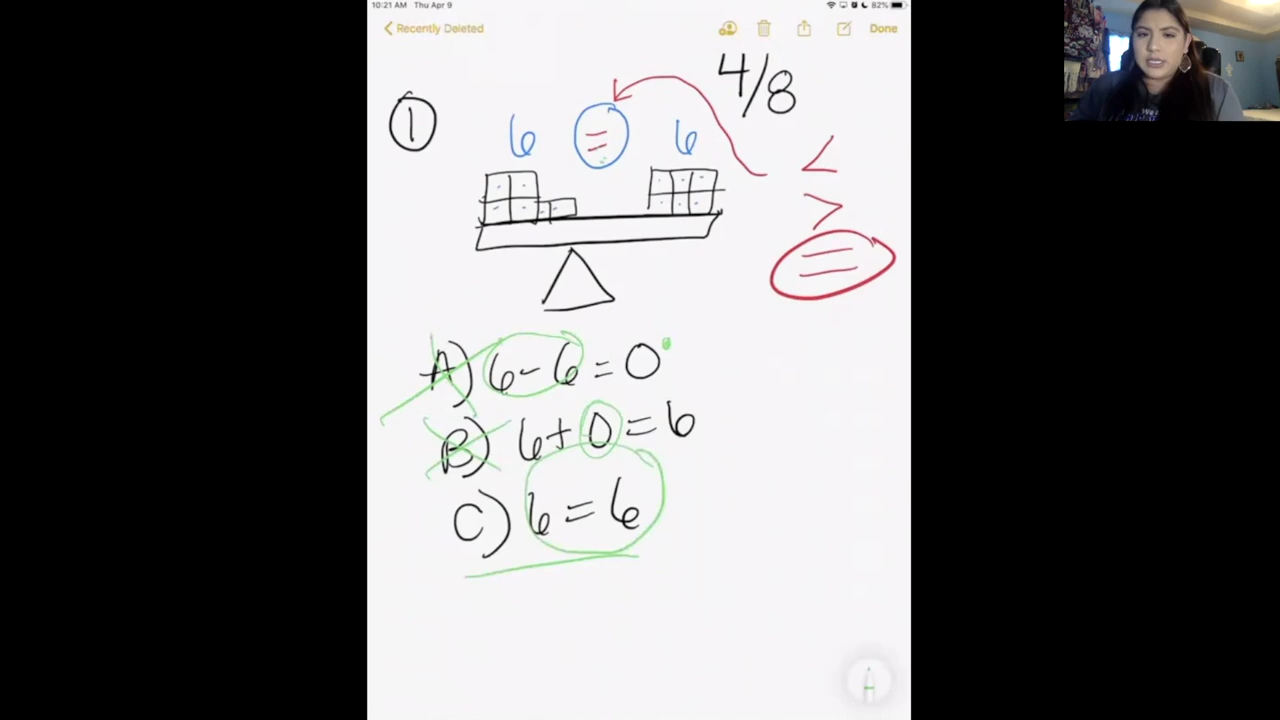 10:21 AM Thu Apr 9
82%
Recently Deleted
Done
4/8
1
6 = 6
<
>
=
A) 6-6=0
B) 6+0=6
C) 6=6